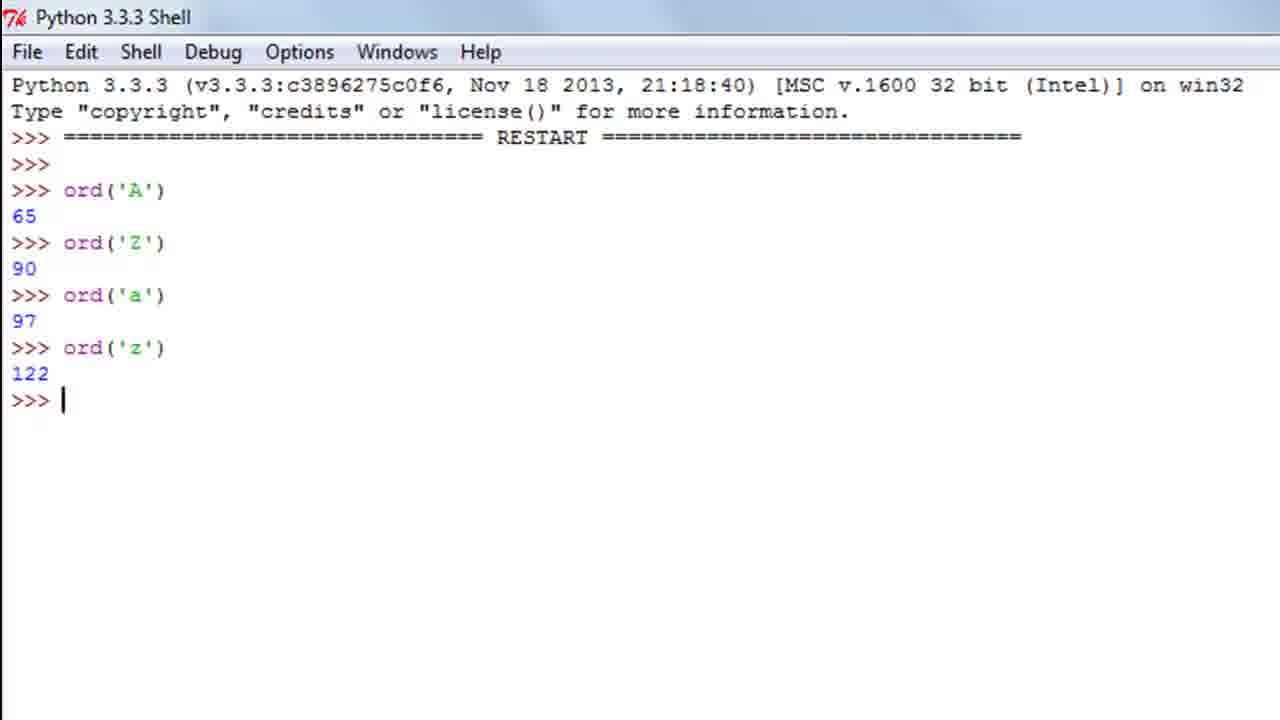 Python 3.3.3 Shell
File Edit Shell Debug Options Windows Help
Python 3.3.3 (v3.3.3:c3896275c0f6, Nov 18 2013, 21:18:40) [MSC v.1600 32 bit (Intel)] on win32
Type "copyright", "credits" or "license()" for more information.
>>> ================================ RESTART ================================
>>>
>>> ord('A')
65
>>> ord('Z')
90
>>> ord('a')
97
>>> ord('z')
122
>>>